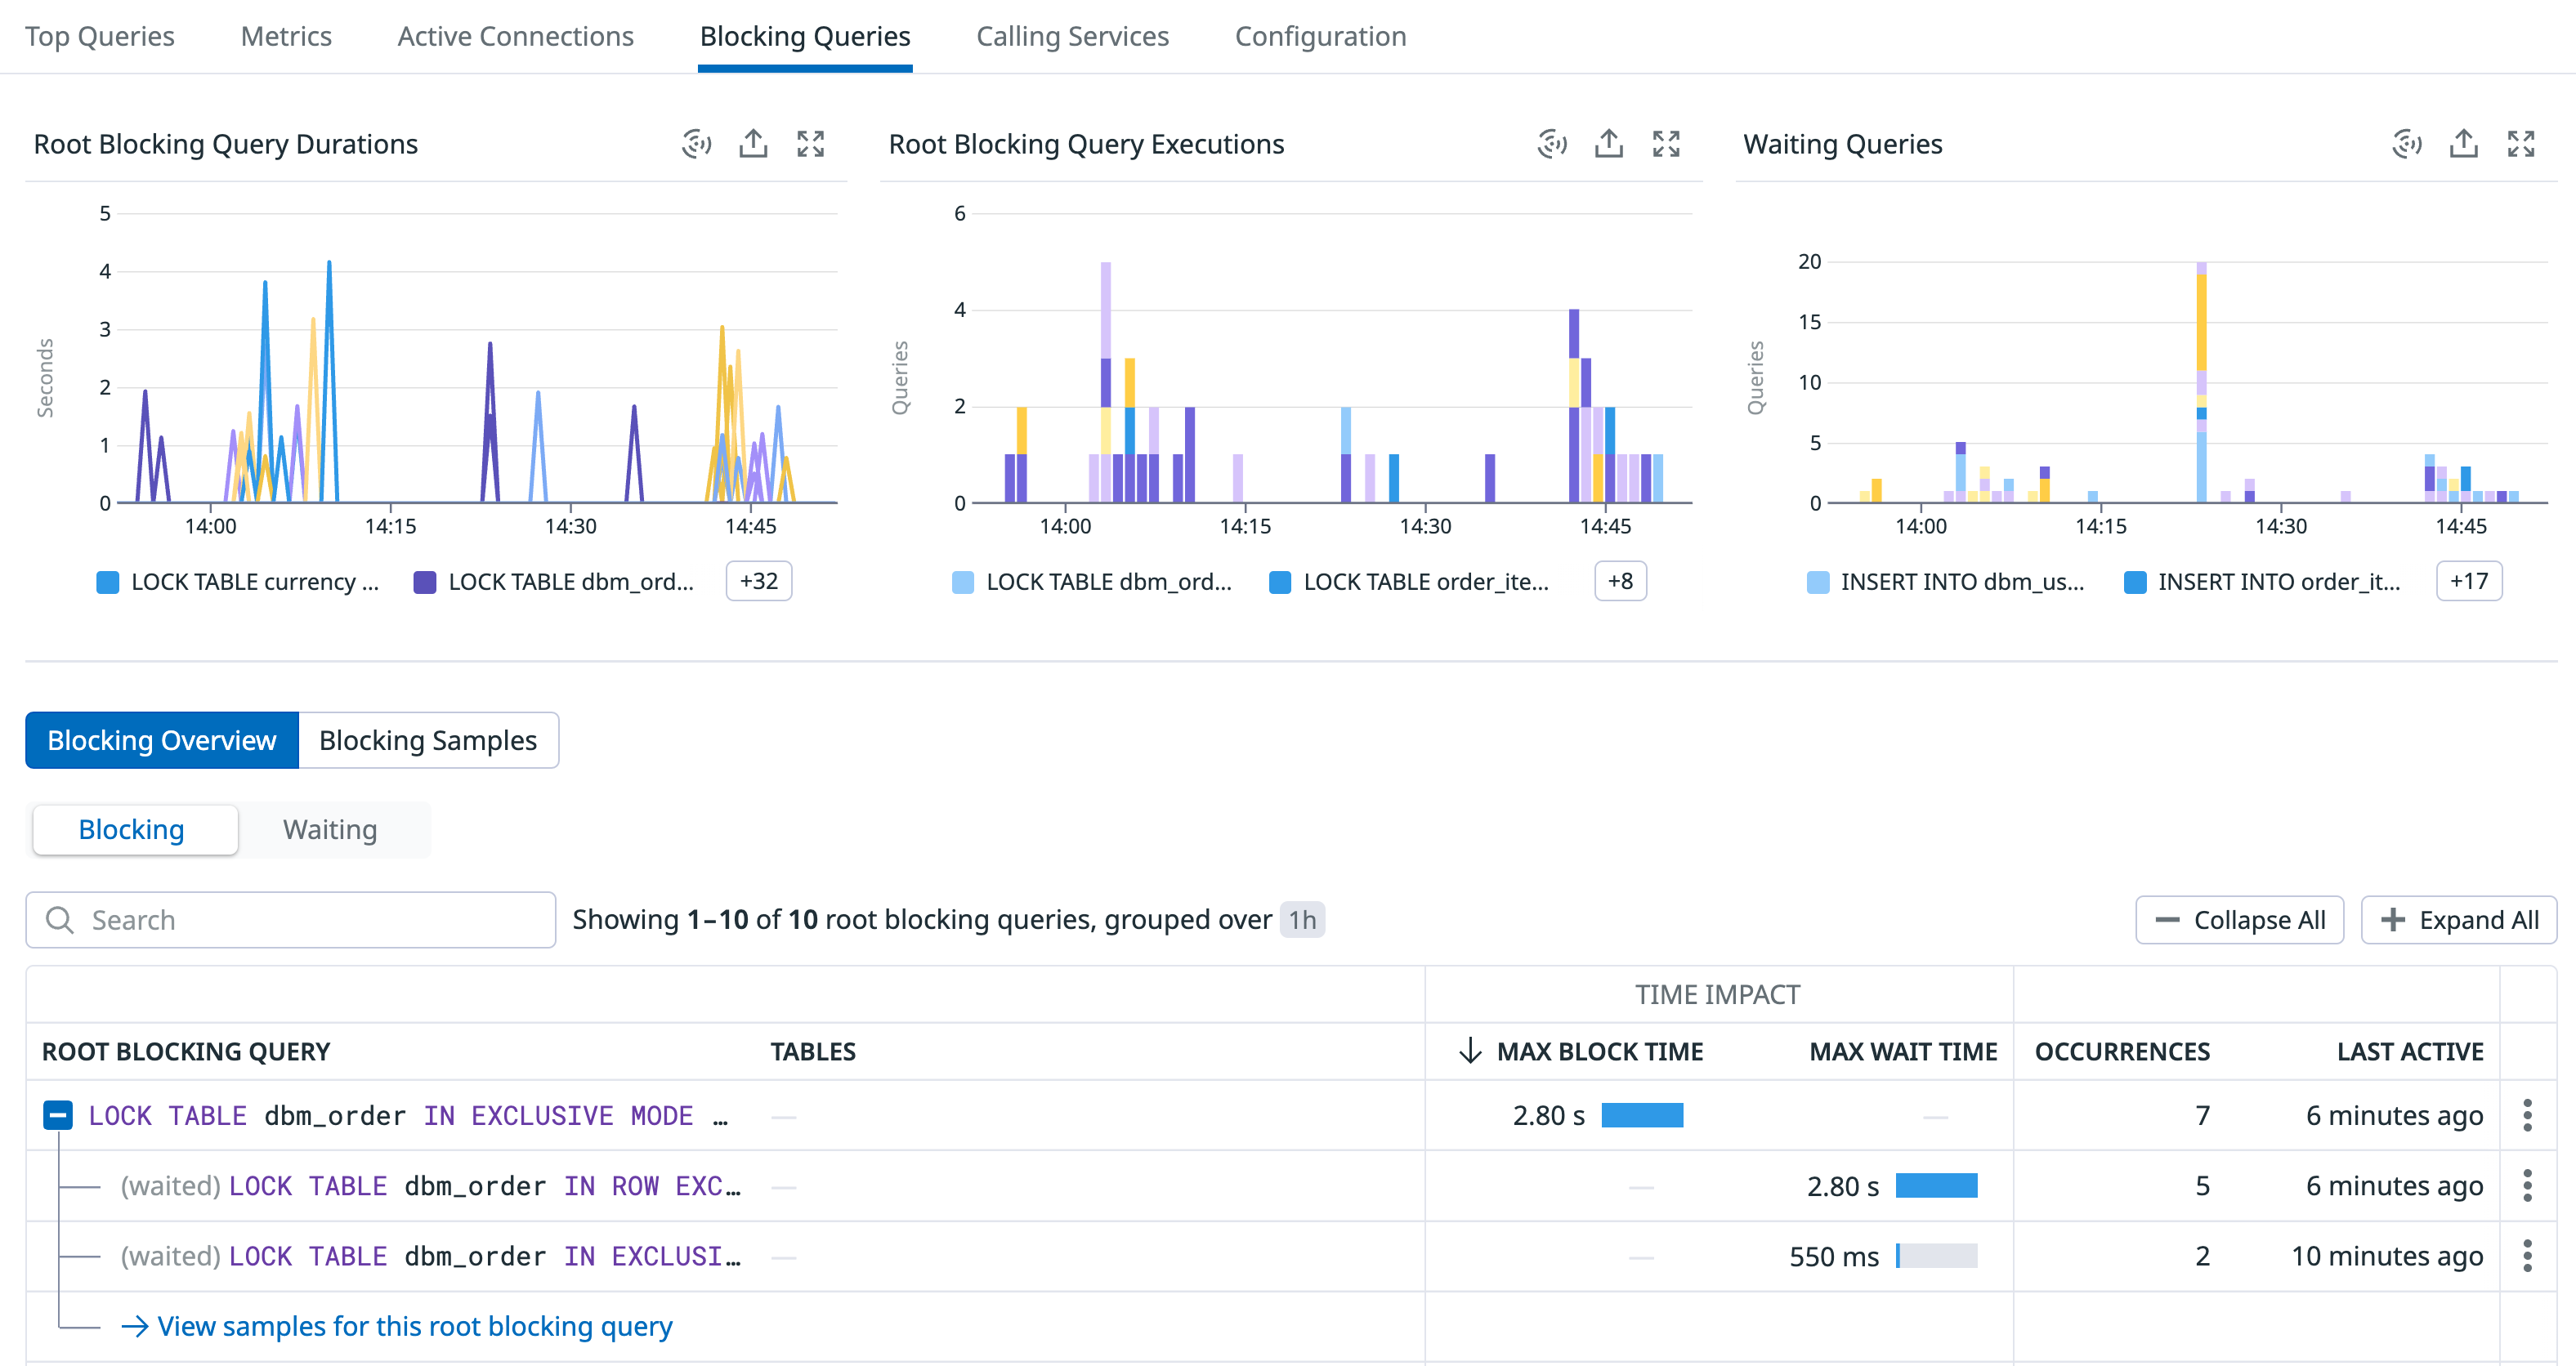 Top Queries Metrics Active Connections Blocking Queries Calling Services Configuration
Root Blocking Query Durations
5
4
3
2
1
0
Seconds
14:00 14:15 14:30 14:45
LOCK TABLE currency ... LOCK TABLE dbm_ord... +32
Root Blocking Query Executions
6
4
2
0
Queries
14:00 14:15 14:30 14:45
LOCK TABLE dbm_ord... LOCK TABLE order_ite... +8
Waiting Queries
20
15
10
5
0
Queries
14:00 14:15 14:30 14:45
INSERT INTO dbm_us... INSERT INTO order_it... +17
Blocking Overview Blocking Samples
Blocking Waiting
Search Showing 1–10 of 10 root blocking queries, grouped over 1h Collapse All Expand All
TIME IMPACT
ROOT BLOCKING QUERY TABLES MAX BLOCK TIME MAX WAIT TIME OCCURRENCES LAST ACTIVE
LOCK TABLE dbm_order IN EXCLUSIVE MODE … — 2.80 s — 7 6 minutes ago
(waited) LOCK TABLE dbm_order IN ROW EXC… — — 2.80 s 5 6 minutes ago
(waited) LOCK TABLE dbm_order IN EXCLUSI… — — 550 ms 2 10 minutes ago
→ View samples for this root blocking query